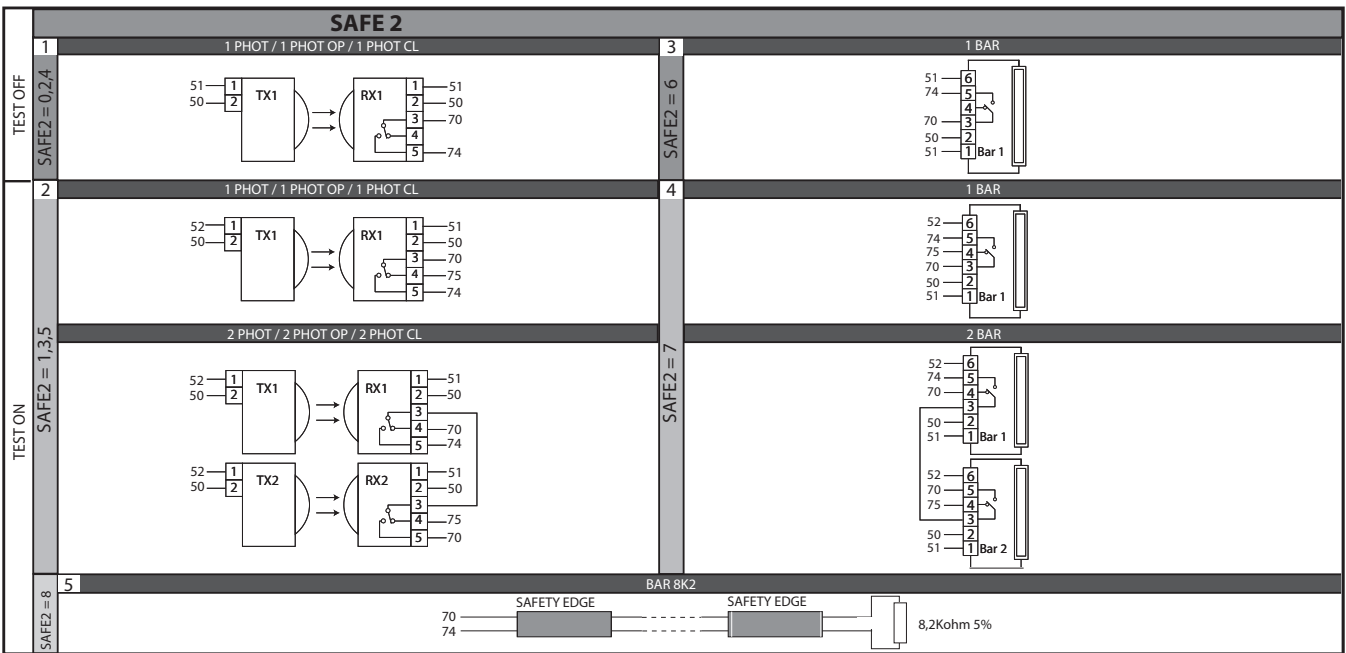 SAFE 2
TEST OFF
SAFE2 = 0,2,4
1
1 PHOT / 1 PHOT OP / 1 PHOT CL
51 1
50 2
TX1
RX1
1 51
2 50
3 70
4
5 74
SAFE2 = 6
3
1 BAR
51 6
74 5
4
70 3
50 2
51 1 Bar 1
TEST ON
SAFE2 = 1,3,5
2
1 PHOT / 1 PHOT OP / 1 PHOT CL
52 1
50 2
TX1
RX1
1 51
2 50
3 70
4 75
5 74
2 PHOT / 2 PHOT OP / 2 PHOT CL
52 1
50 2
TX1
RX1
1 51
2 50
3
4 70
5 74
52 1
50 2
TX2
RX2
1 51
2 50
3
4 75
5 70
SAFE2 = 7
4
1 BAR
52 6
74 5
75 4
70 3
50 2
51 1 Bar 1
2 BAR
52 6
74 5
70 4
3
50 2
51 1 Bar 1
52 6
70 5
75 4
3
50 2
51 1 Bar 2
SAFE2 = 8
5
BAR 8K2
SAFETY EDGE
SAFETY EDGE
70
74
8,2Kohm 5%